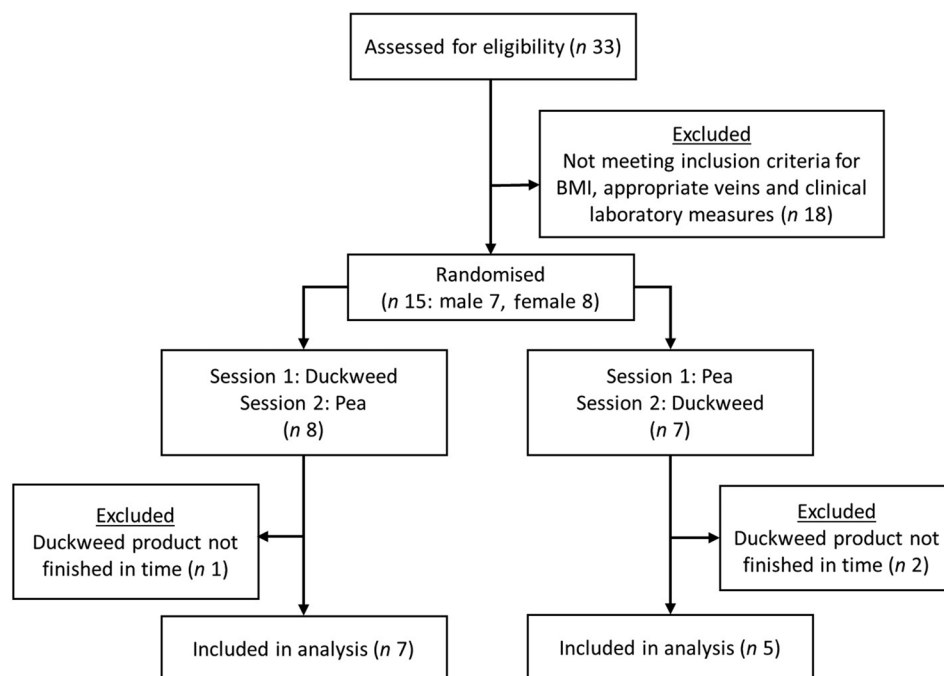 Assessed for eligibility (n 33)
Excluded
Not meeting inclusion criteria for
BMI, appropriate veins and clinical
laboratory measures (n 18)
Randomised
(n 15: male 7, female 8)
Session 1: Duckweed
Session 2: Pea
(n 8)
Session 1: Pea
Session 2: Duckweed
(n 7)
Excluded
Duckweed product not
finished in time (n 1)
Excluded
Duckweed product not
finished in time (n 2)
Included in analysis (n 7)
Included in analysis (n 5)